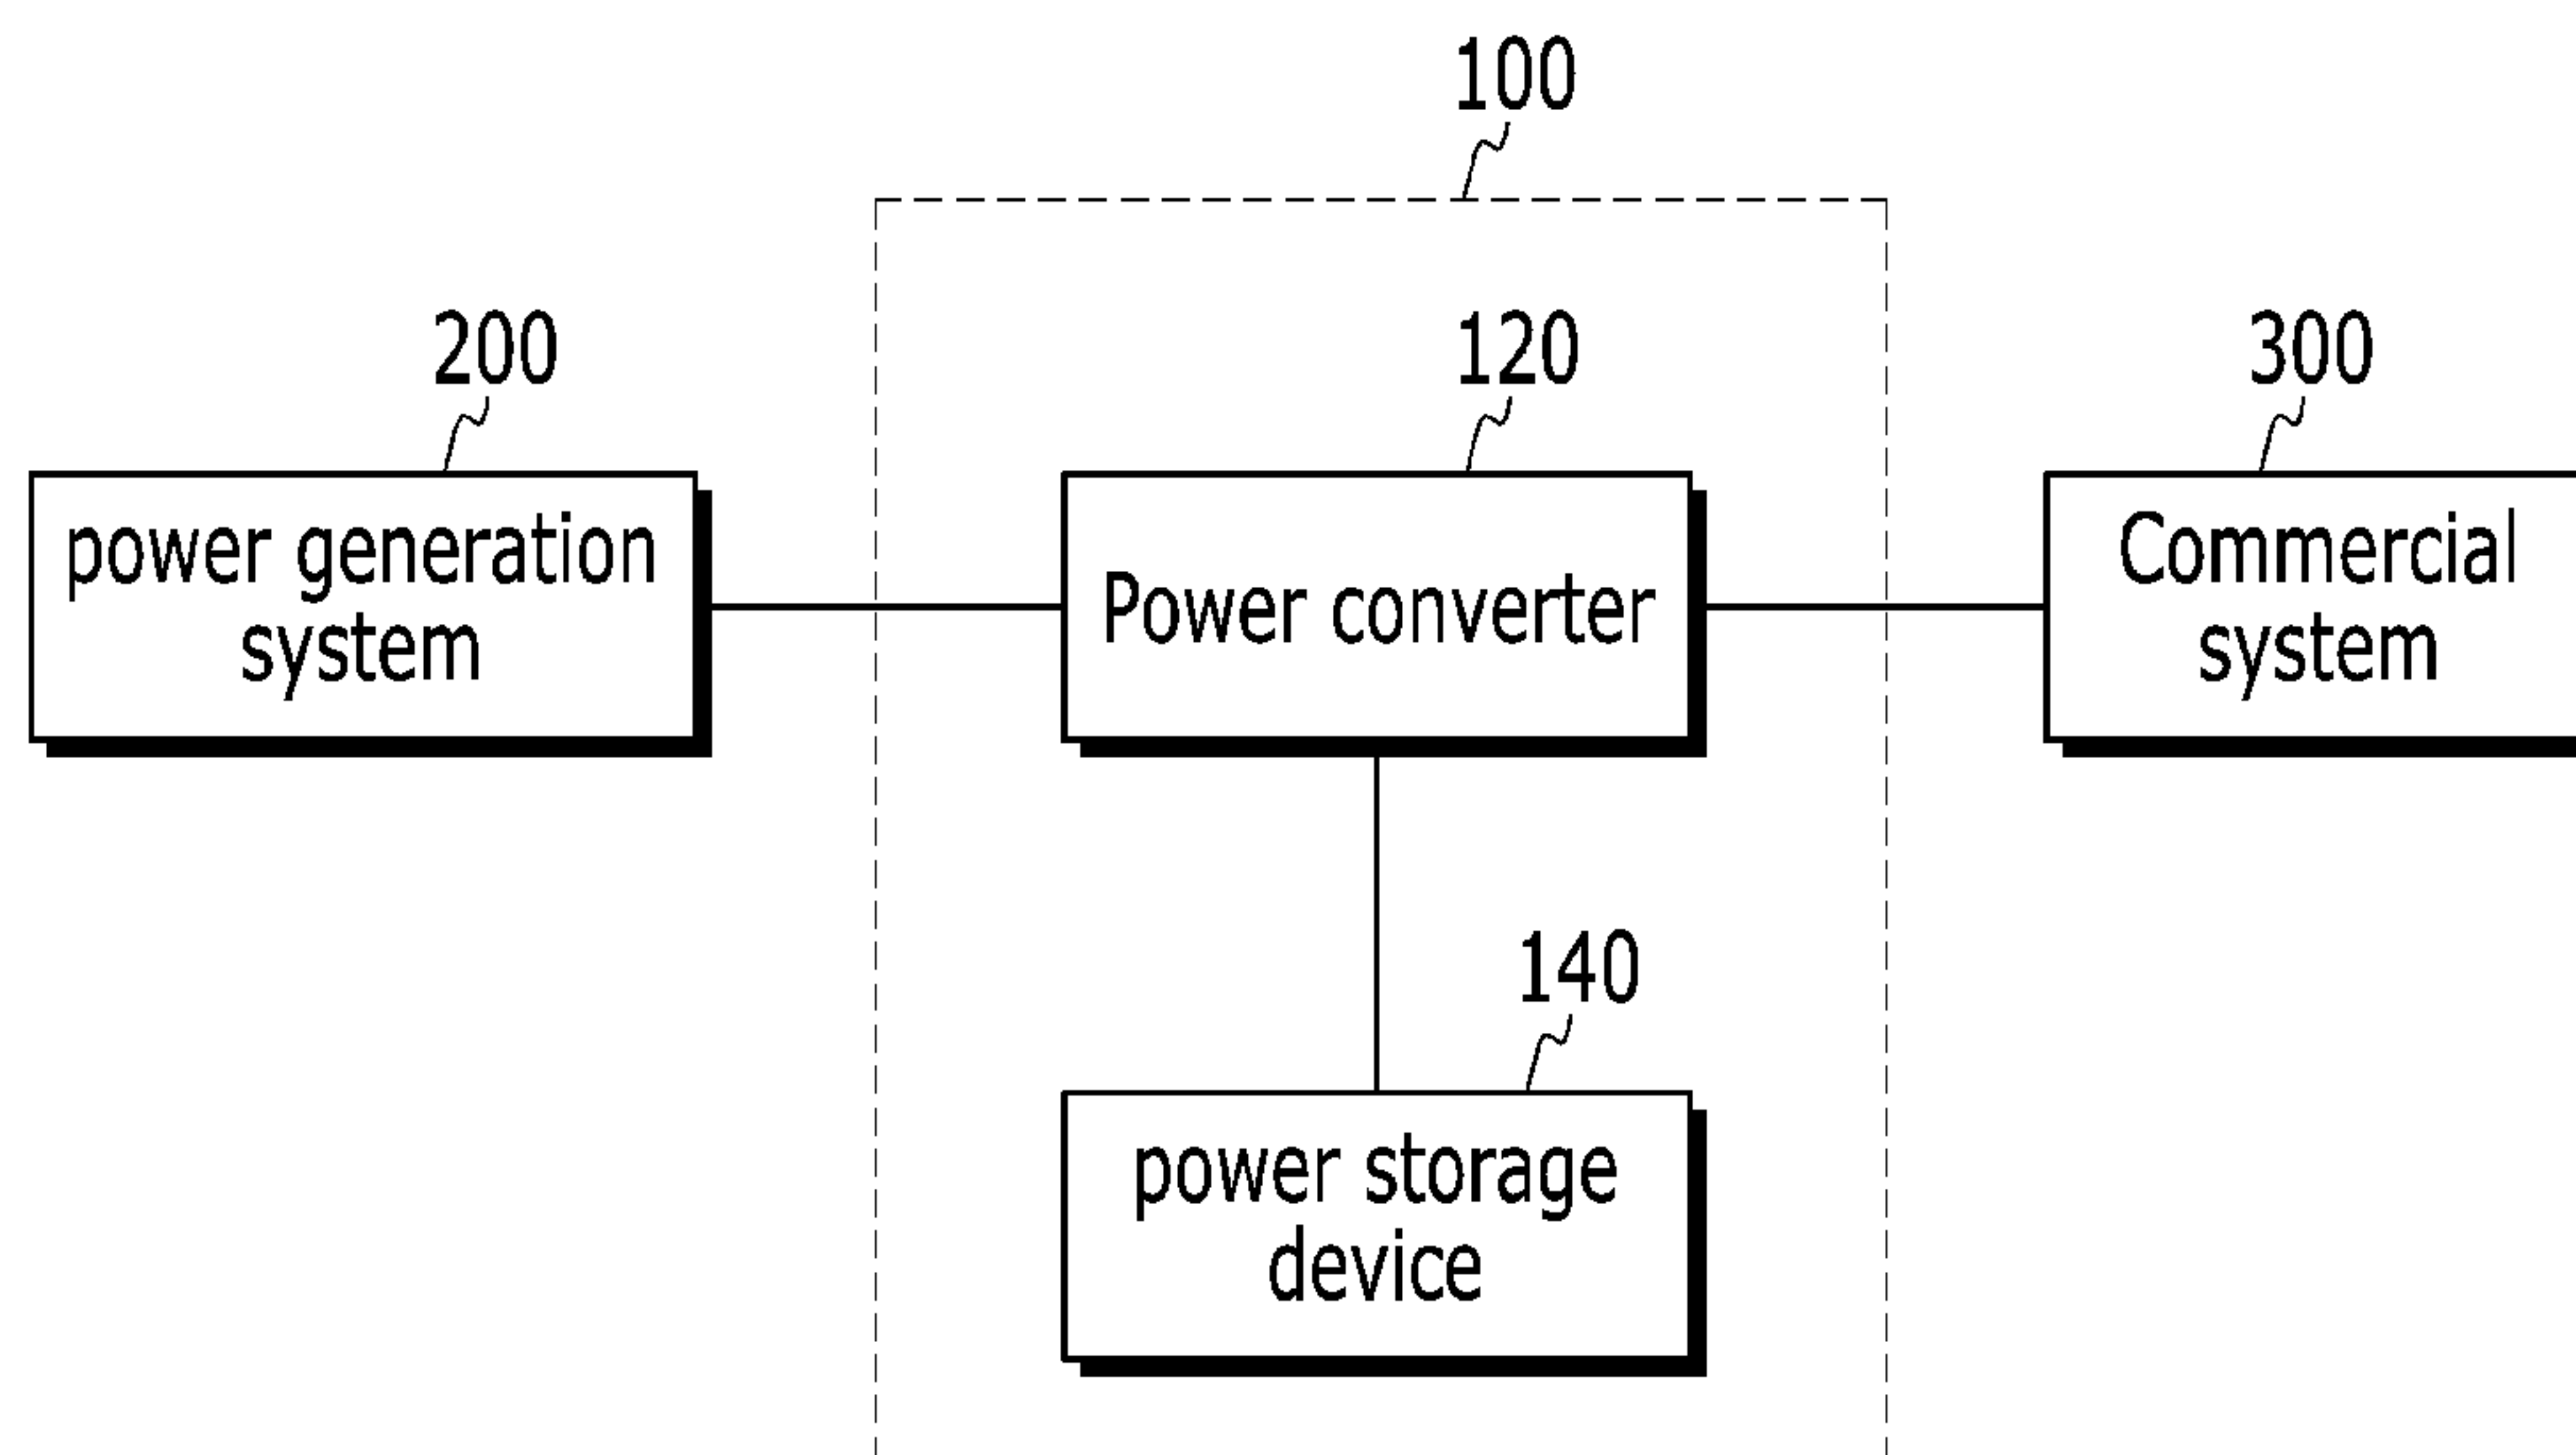 100
200
120
300
power generation
system
Power converter
Commercial
system
140
power storage
device